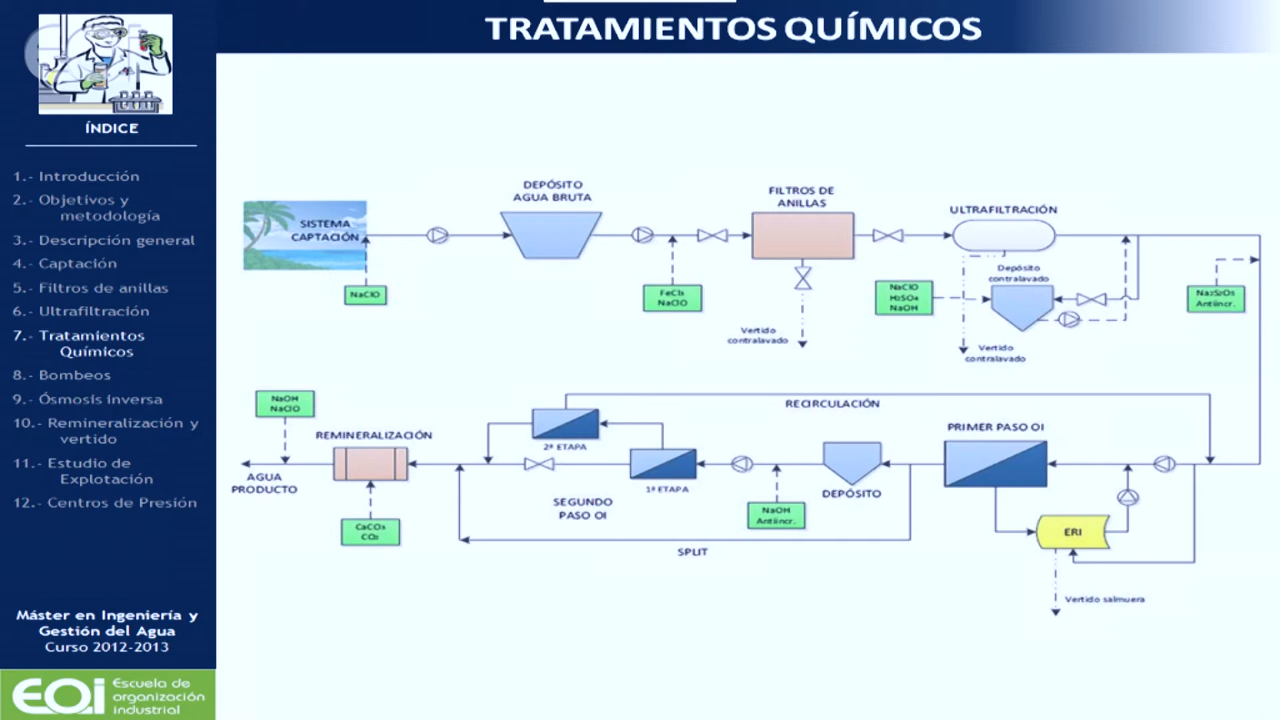 TRATAMIENTOS QUÍMICOS
ÍNDICE
1.- Introducción
2.- Objetivos y
metodología
3.- Descripción general
4.- Captación
5.- Filtros de anillas
6.- Ultrafiltración
7.- Tratamientos
Químicos
8.- Bombeos
9.- Ósmosis inversa
10.- Remineralización y
vertido
11.- Estudio de
Explotación
12.- Centros de Presión
Máster en Ingeniería y
Gestión del Agua
Curso 2012-2013
EOi
Escuela de
organización
industrial
SISTEMA
CAPTACIÓN
NaClO
DEPÓSITO
AGUA BRUTA
FeCl₃
NaClO
FILTROS DE
ANILLAS
Vertido
contralavado
ULTRAFILTRACIÓN
NaClO
H₂SO₄
NaOH
Depósito
contralavado
Vertido
contralavado
Na₂S₂O₅
Antiincr.
NaOH
NaClO
REMINERALIZACIÓN
AGUA
PRODUCTO
CaCO₃
CO₂
RECIRCULACIÓN
2ª ETAPA
1ª ETAPA
SEGUNDO
PASO OI
NaOH
Antiincr.
DEPÓSITO
SPLIT
PRIMER PASO OI
ERI
Vertido salmuera